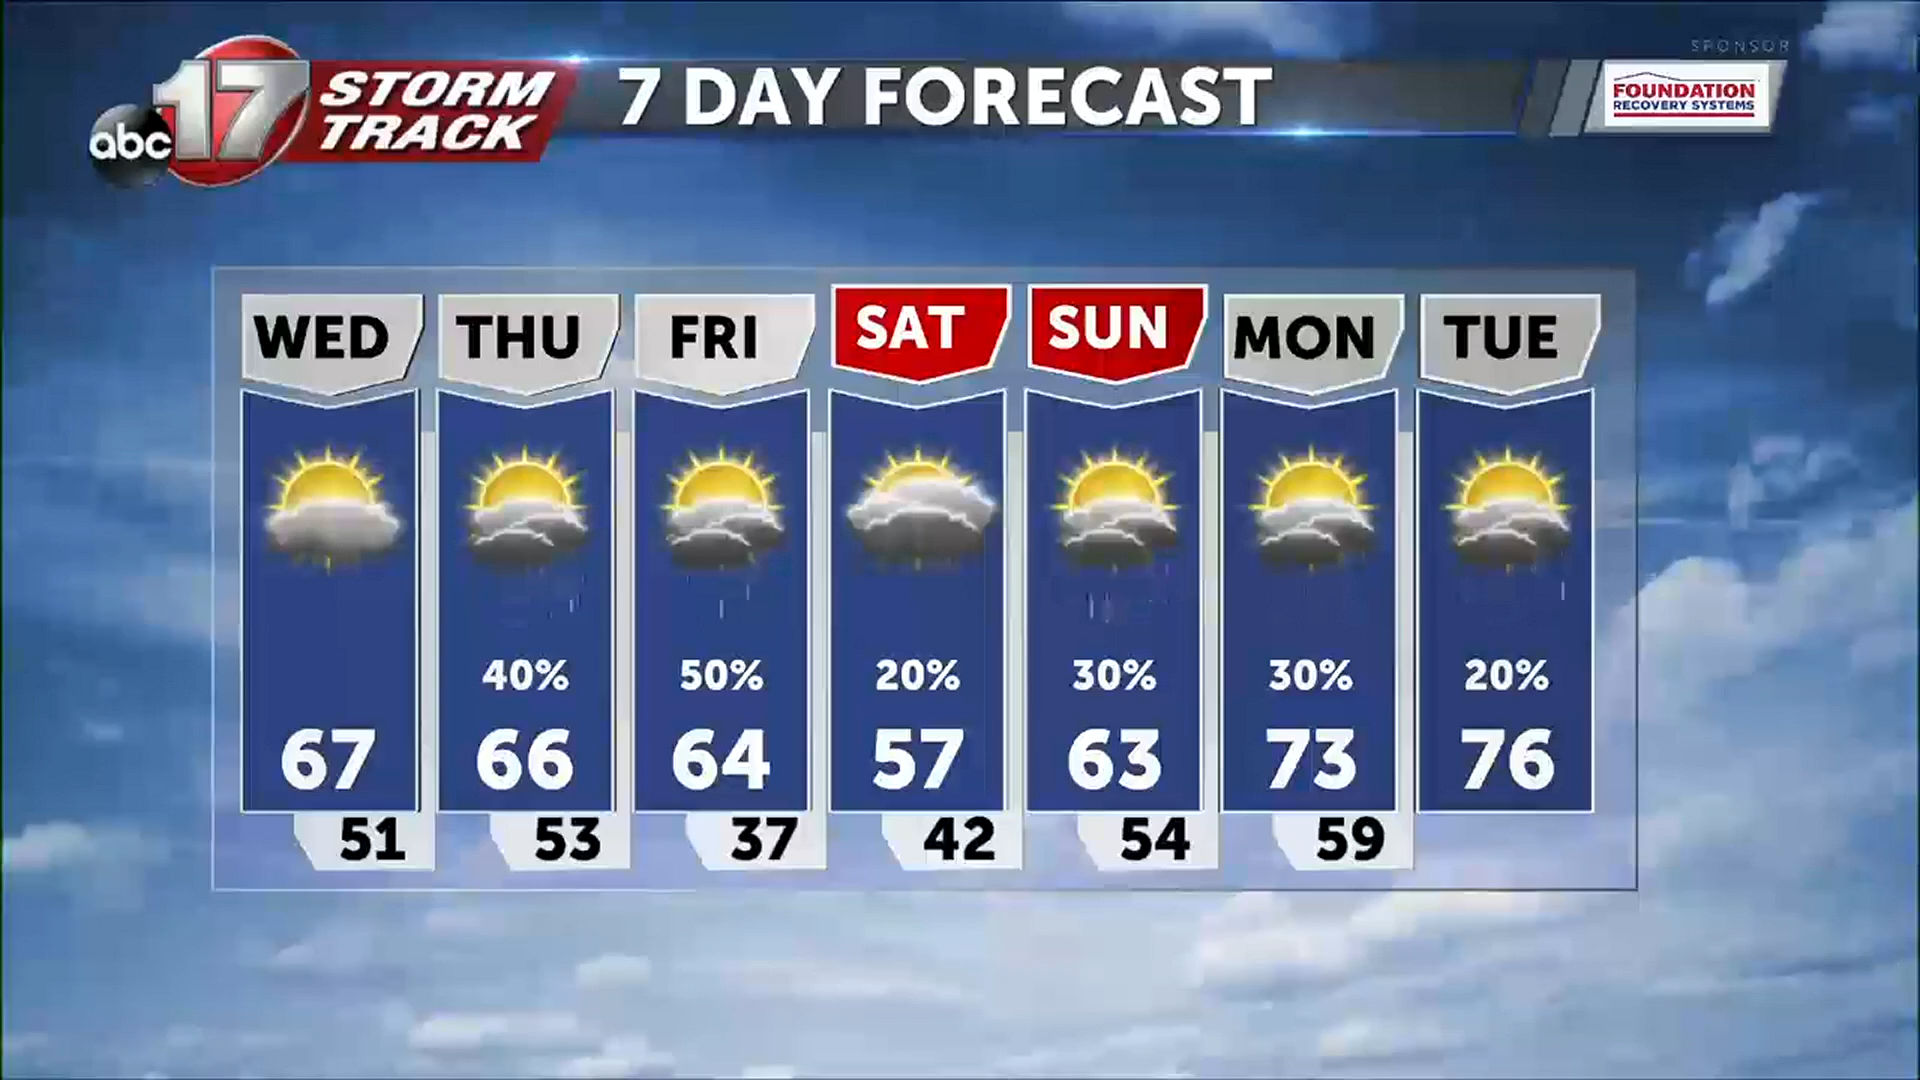 abc 17 STORM TRACK
7 DAY FORECAST
SPONSOR
FOUNDATION
RECOVERY SYSTEMS
WED THU FRI SAT SUN MON TUE
40% 50% 20% 30% 30% 20%
67 66 64 57 63 73 76
51 53 37 42 54 59